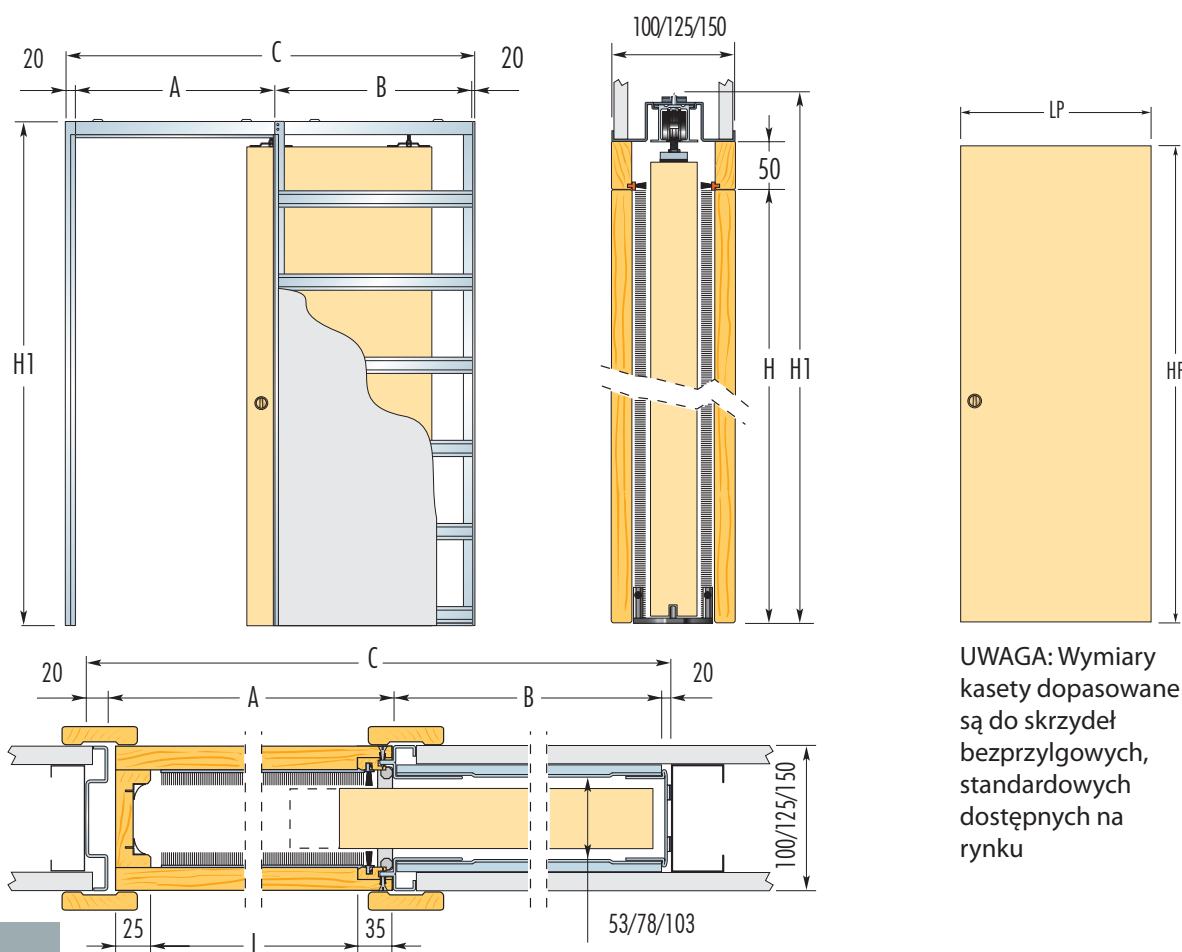 C
20
20
A
B
H1
100/125/150
50
H
H1
LP
C
20
20
A
B
100/125/150
25
35
53/78/103
UWAGA: Wymiary
kasety dopasowane
są do skrzydeł
bezprzylgowych,
standardowych
dostępnych na
rynku